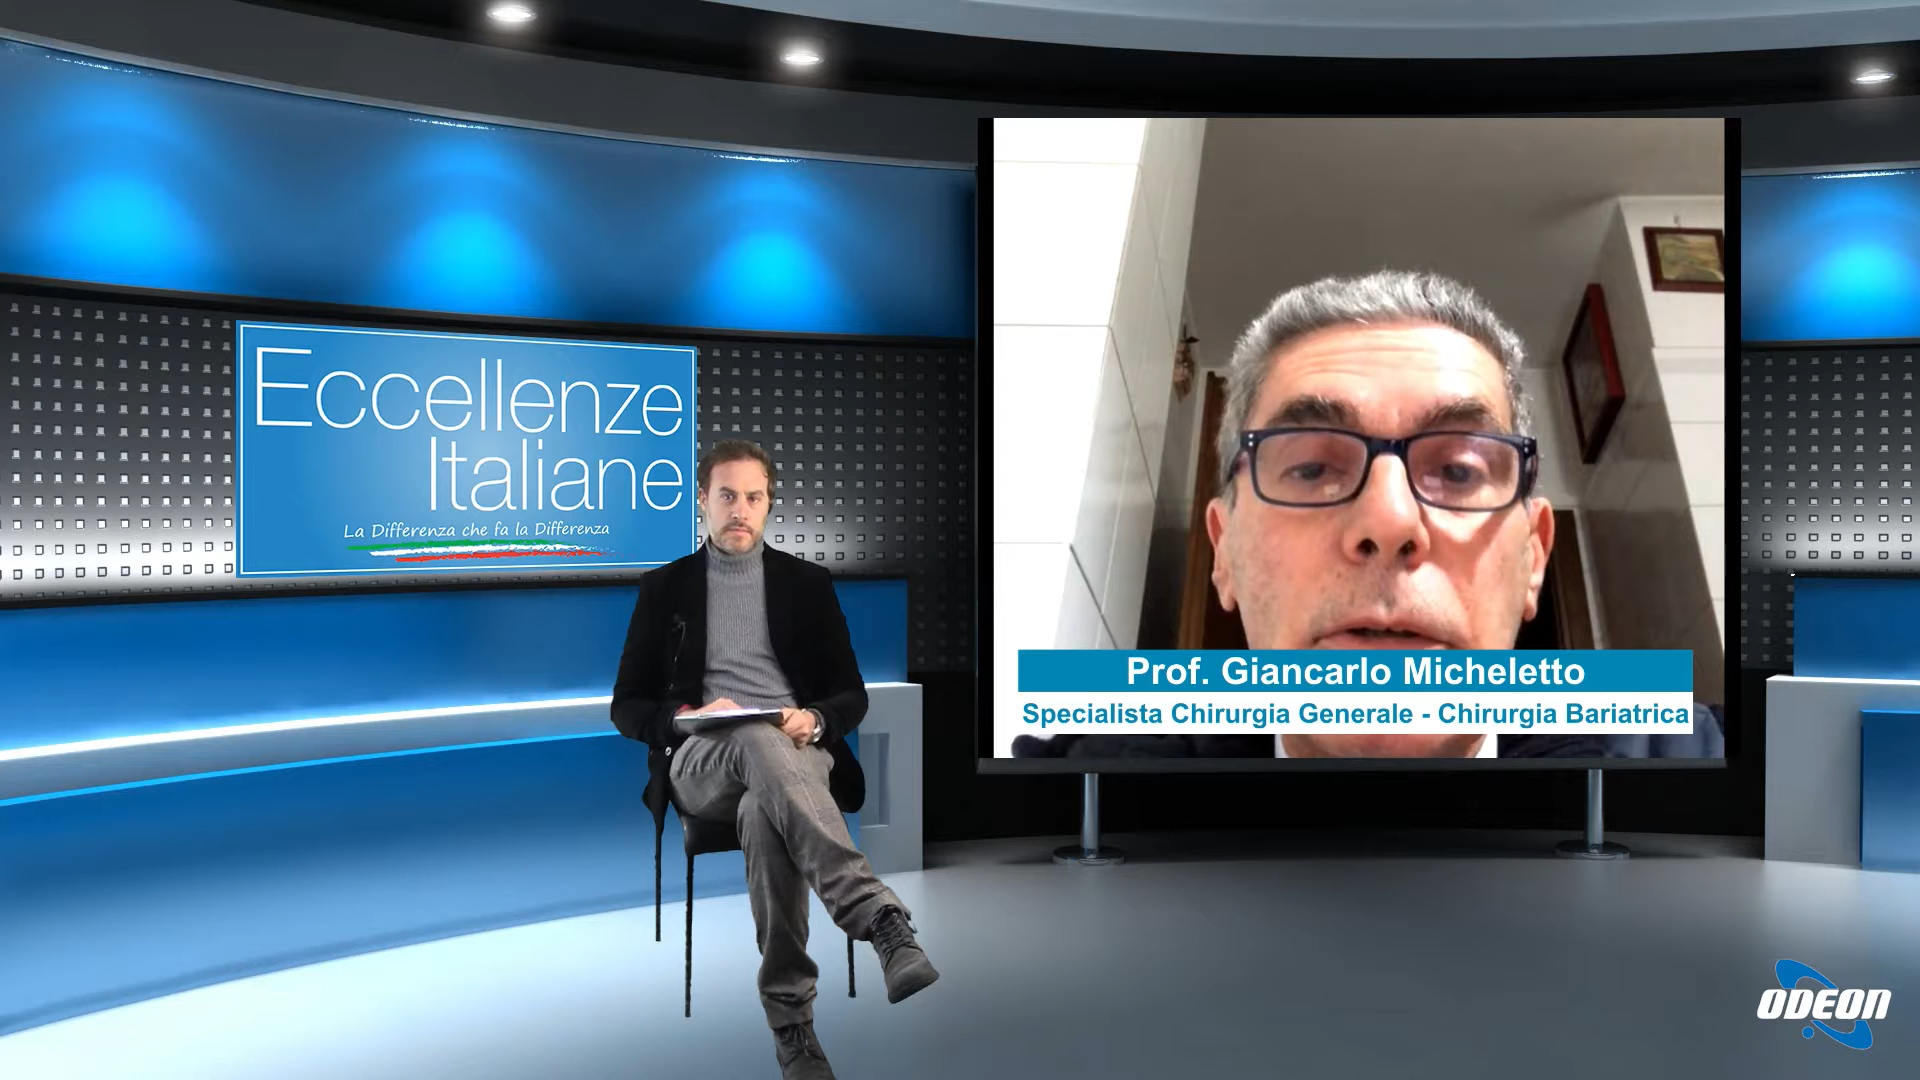 Eccellenze
Italiane
La Differenza che fa la Differenza
Prof. Giancarlo Micheletto
Specialista Chirurgia Generale - Chirurgia Bariatrica
ODEON